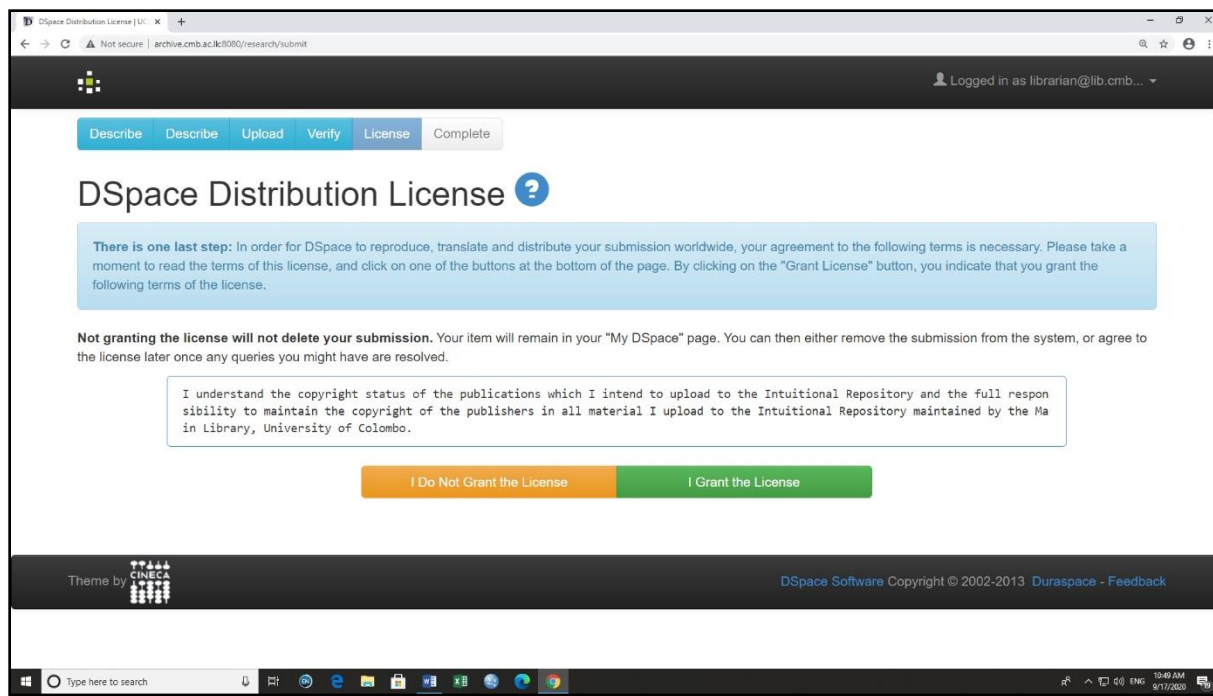 DSpace Distribution License | UC
Not secure | archive.cmb.ac.lk:8080/research/submit
Logged in as librarian@lib.cmb...
Describe Describe Upload Verify License Complete
DSpace Distribution License ?
There is one last step: In order for DSpace to reproduce, translate and distribute your submission worldwide, your agreement to the following terms is necessary. Please take a
moment to read the terms of this license, and click on one of the buttons at the bottom of the page. By clicking on the "Grant License" button, you indicate that you grant the
following terms of the license.
Not granting the license will not delete your submission. Your item will remain in your "My DSpace" page. You can then either remove the submission from the system, or agree to
the license later once any queries you might have are resolved.
I understand the copyright status of the publications which I intend to upload to the Intuitional Repository and the full respon
sibility to maintain the copyright of the publishers in all material I upload to the Intuitional Repository maintained by the Ma
in Library, University of Colombo.
I Do Not Grant the License I Grant the License
Theme by CINECA
DSpace Software Copyright © 2002-2013 Duraspace - Feedback
Type here to search
ENG
10:49 AM
9/17/2020